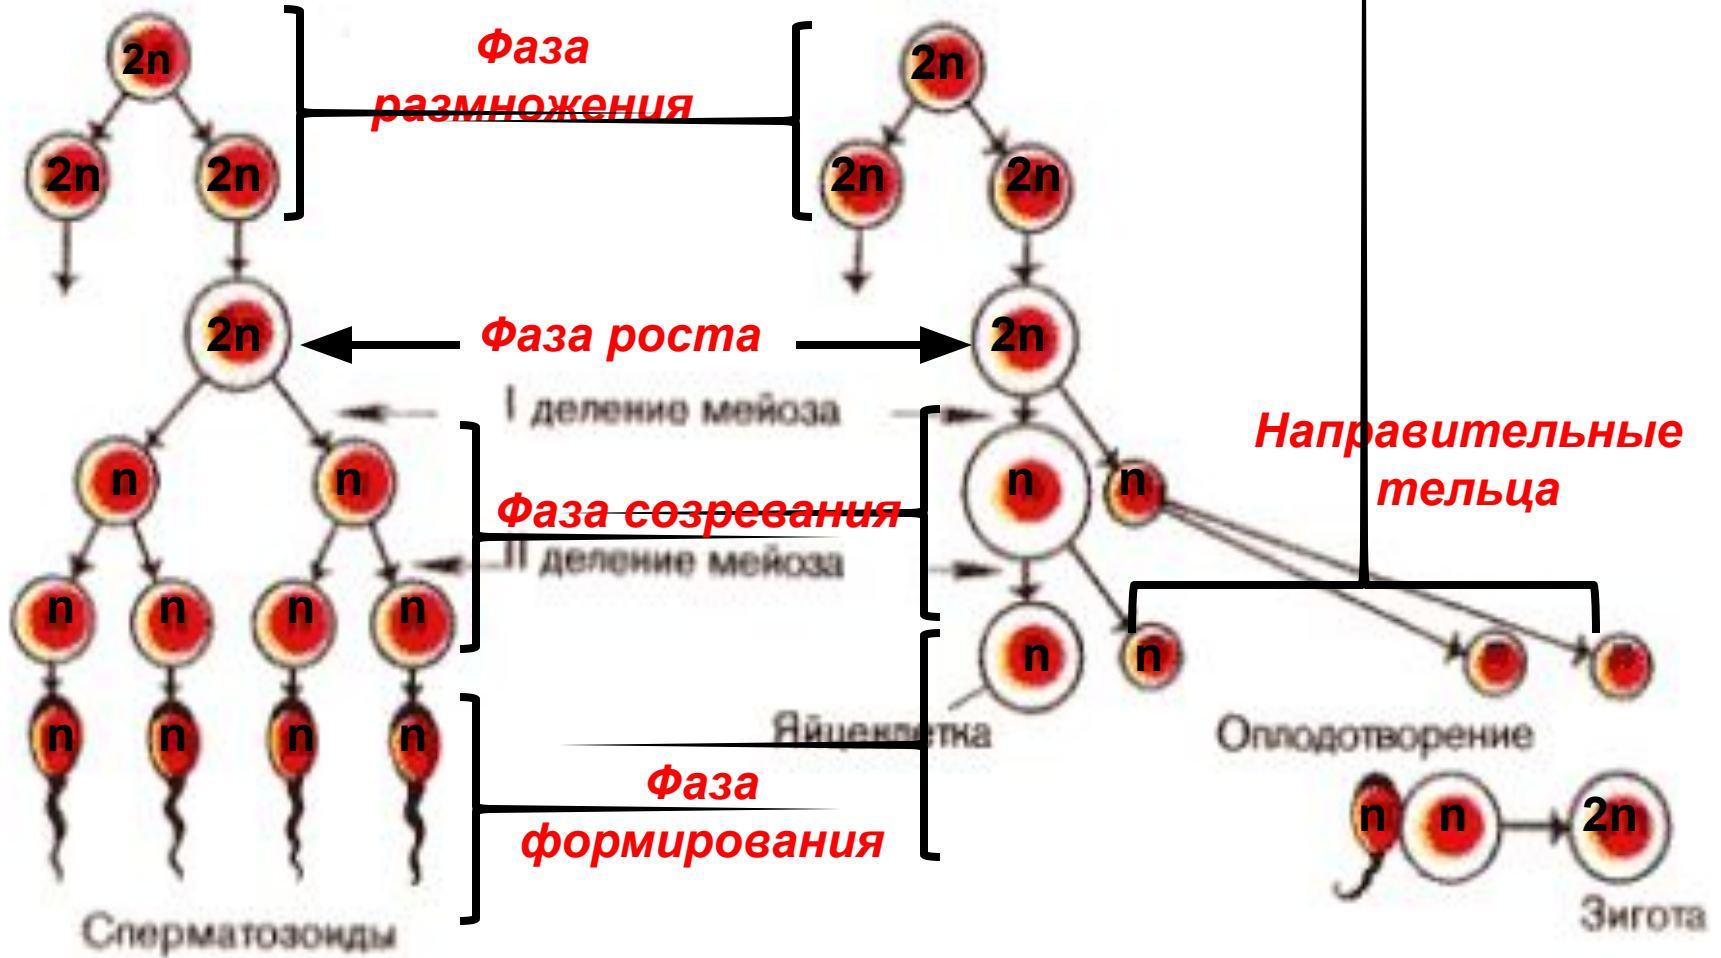 2n
2n
Фаза
размножения
2n
2n
2n
2n
2n
Фаза роста
2n
I деление мейоза
Направительные
тельца
n
n
n
n
Фаза созревания
II деление мейоза
n
n
n
n
n
n
Яйцеклетка
Оплодотворение
n
n
n
n
Фаза
формирования
n
n
2n
Сперматозоиды
Зигота